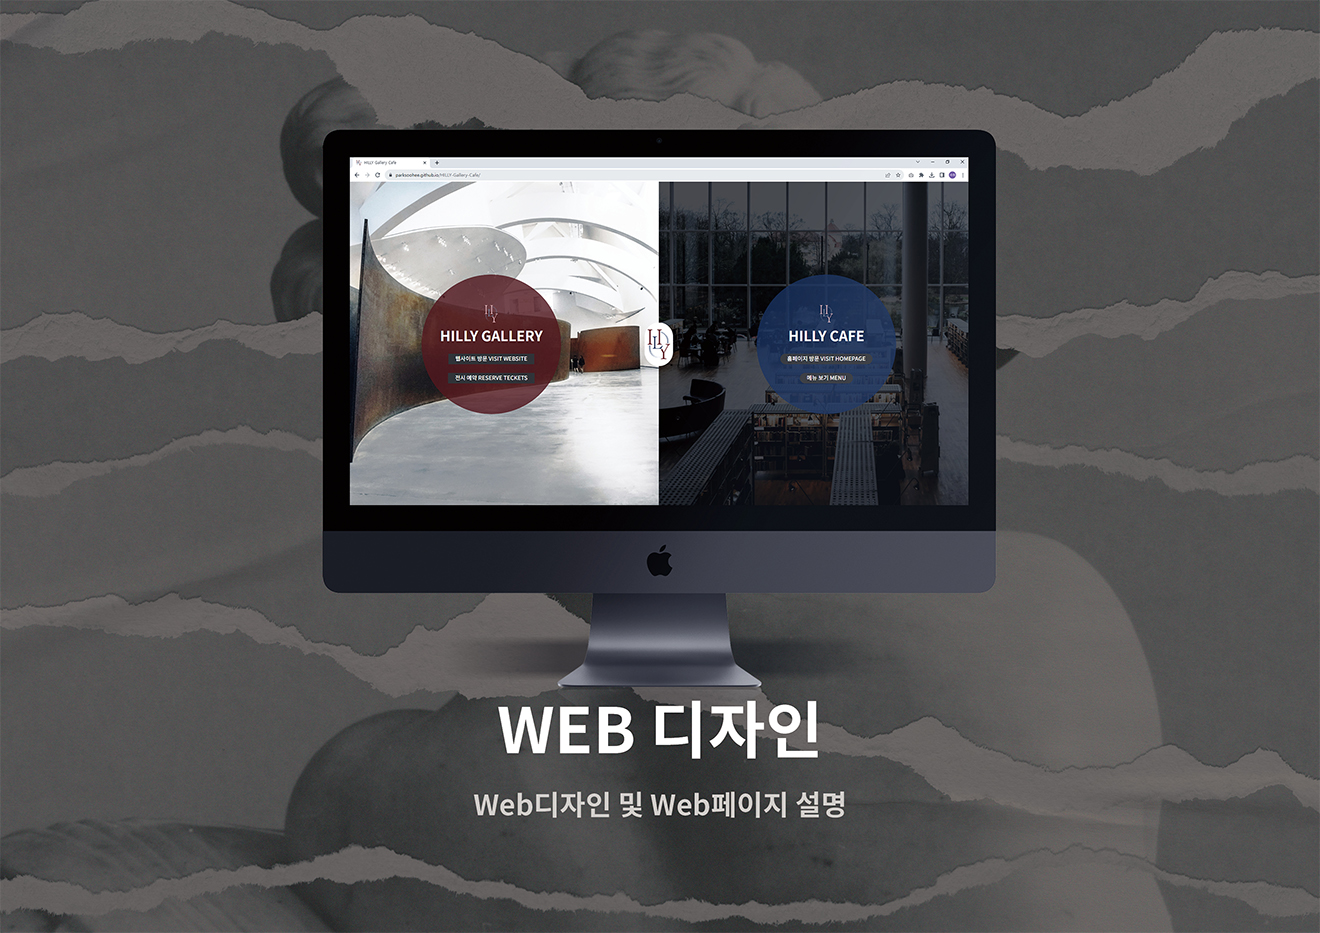 HILLY Gallery Cafe
parksoohee.github.io/HILLY-Gallery-Cafe/
HILLY
HILLY GALLERY
웹사이트 방문 VISIT WEBSITE
전시 예약 RESERVE TECKETS
HILLY
HILLY
HILLY CAFE
홈페이지 방문 VISIT HOMEPAGE
메뉴 보기 MENU
WEB 디자인
Web디자인 및 Web페이지 설명